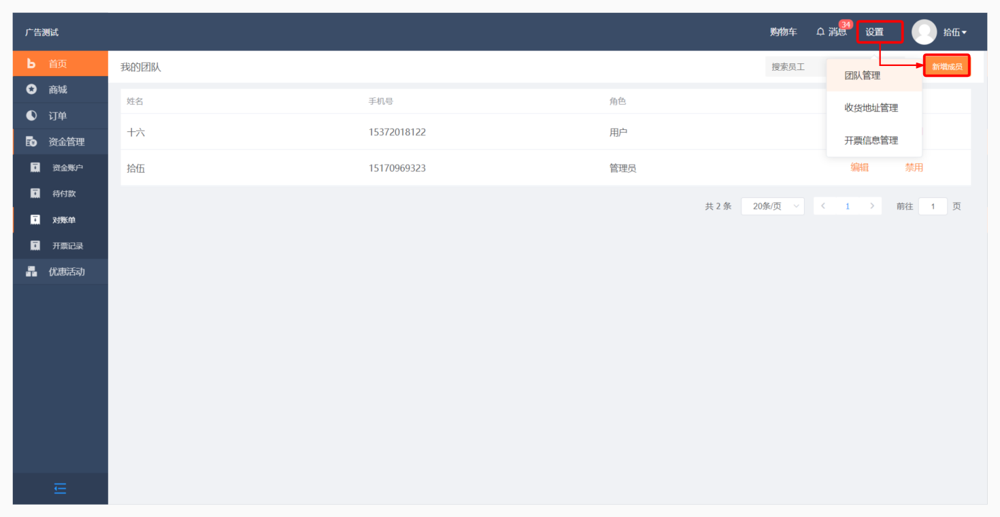 广告测试
购物车 消息 34 设置 拾伍
首页
商城
订单
资金管理
资金账户
待付款
对账单
开票记录
优惠活动
我的团队
搜索员工
新增成员
团队管理
收货地址管理
开票信息管理
姓名 手机号 角色
十六 15372018122 用户
拾伍 15170969323 管理员 编辑 禁用
共 2 条 20条/页 1 前往 1 页